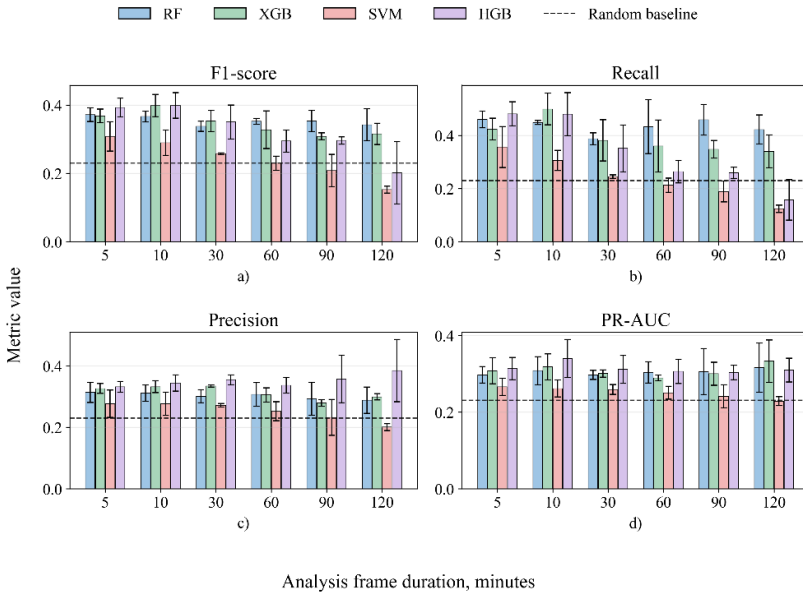 RF XGB SVM HGB Random baseline
F1-score
0.4
0.2
0.0
5 10 30 60 90 120
a)
Recall
0.4
0.2
0.0
5 10 30 60 90 120
b)
Metric value
Precision
0.4
0.2
0.0
5 10 30 60 90 120
c)
PR-AUC
0.4
0.2
0.0
5 10 30 60 90 120
d)
Analysis frame duration, minutes